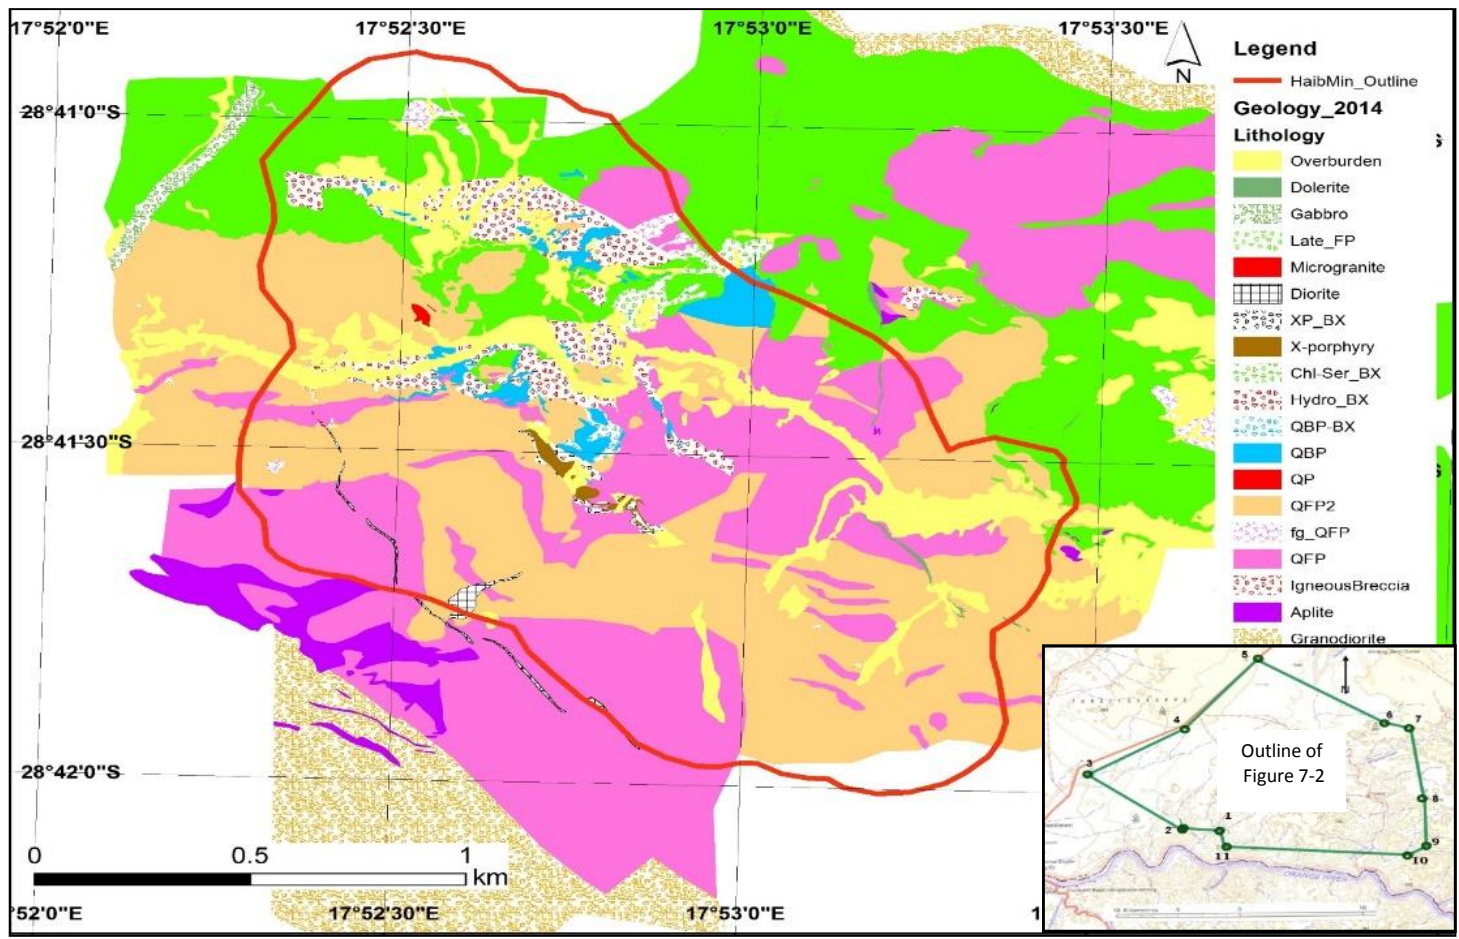 17°52'0"E 17°52'30"E 17°53'0"E 17°53'30"E
N
28°41'0"S
28°41'30"S
28°42'0"S
Legend
HaibMin_Outline
Geology_2014
Lithology
Overburden
Dolerite
Gabbro
Late_FP
Microgranite
Diorite
XP_BX
X-porphyry
Chl-Ser_BX
Hydro_BX
QBP-BX
QBP
QP
QFP2
fg_QFP
QFP
IgneousBreccia
Aplite
Granodiorite
S
S
0 0.5 1
km
°52'0"E 17°52'30"E 17°53'0"E 1
5
N
6
7
4
3
Outline of
Figure 7-2
8
1
2
11
9
10
ORANGE RIVER